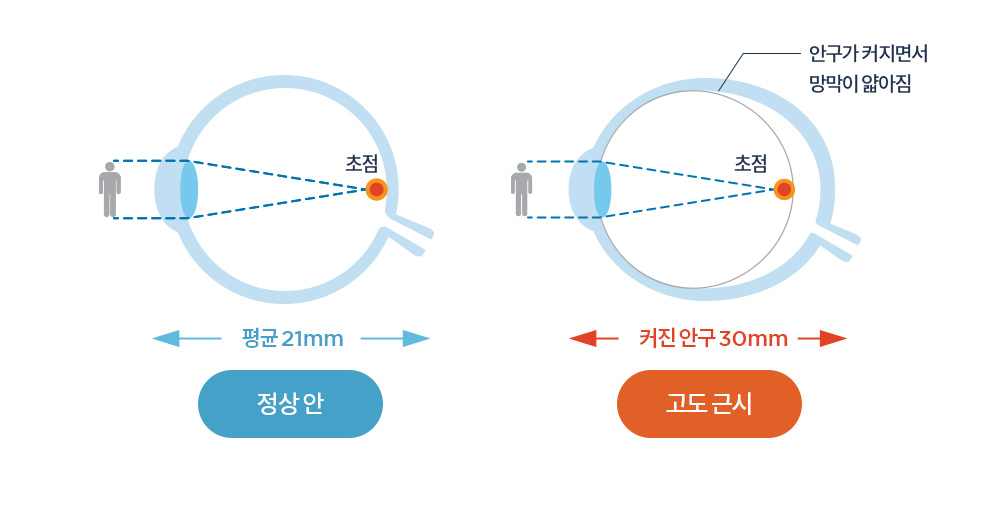 안구가 커지면서
망막이 얇아짐
초점
초점
평균 21mm
커진 안구 30mm
정상 안
고도 근시